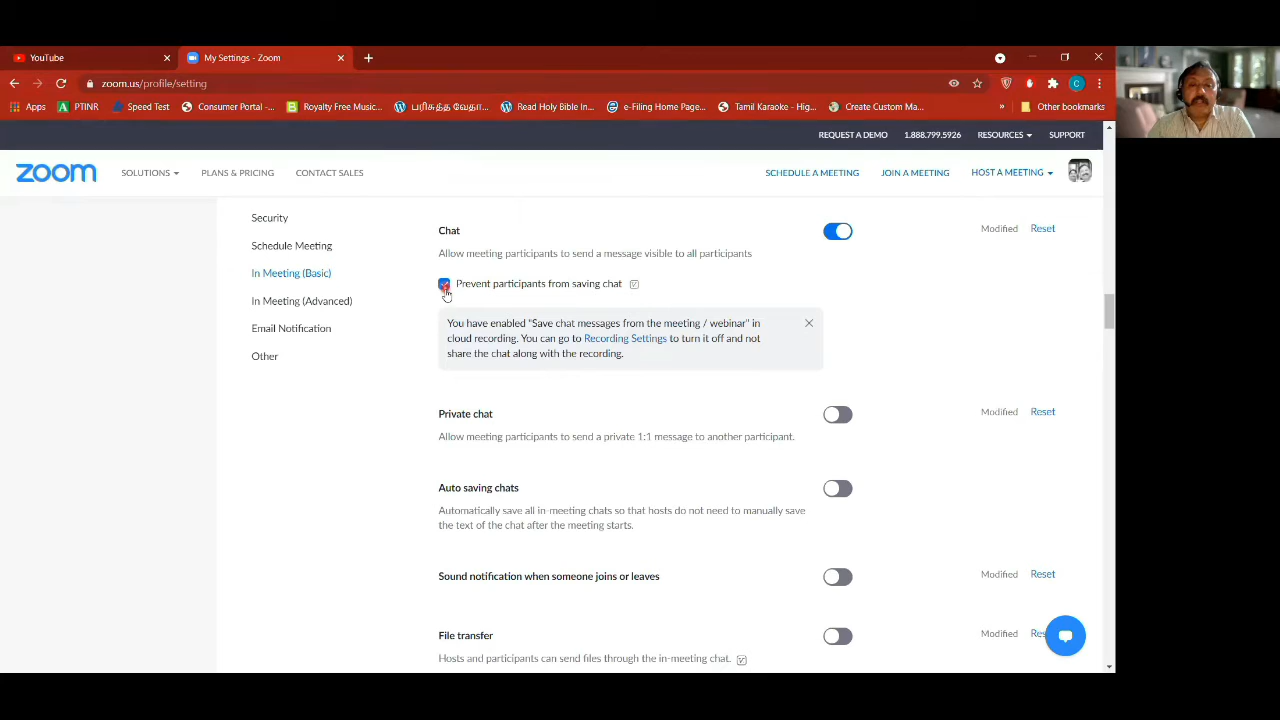 YouTube
My Settings - Zoom
zoom.us/profile/setting
C
Apps PTINR Speed Test Consumer Portal -... Royalty Free Music... பரிசுத்த வேதா... Read Holy Bible In... e-Filing Home Page... Tamil Karaoke - Hig... Create Custom Ma... » Other bookmarks
REQUEST A DEMO 1.888.799.5926 RESOURCES SUPPORT
zoom SOLUTIONS PLANS & PRICING CONTACT SALES SCHEDULE A MEETING JOIN A MEETING HOST A MEETING
Security
Schedule Meeting
In Meeting (Basic)
In Meeting (Advanced)
Email Notification
Other
Chat Modified Reset
Allow meeting participants to send a message visible to all participants
Prevent participants from saving chat
You have enabled "Save chat messages from the meeting / webinar" in
cloud recording. You can go to Recording Settings to turn it off and not
share the chat along with the recording.
Private chat Modified Reset
Allow meeting participants to send a private 1:1 message to another participant.
Auto saving chats
Automatically save all in-meeting chats so that hosts do not need to manually save
the text of the chat after the meeting starts.
Sound notification when someone joins or leaves Modified Reset
File transfer Modified
Hosts and participants can send files through the in-meeting chat.